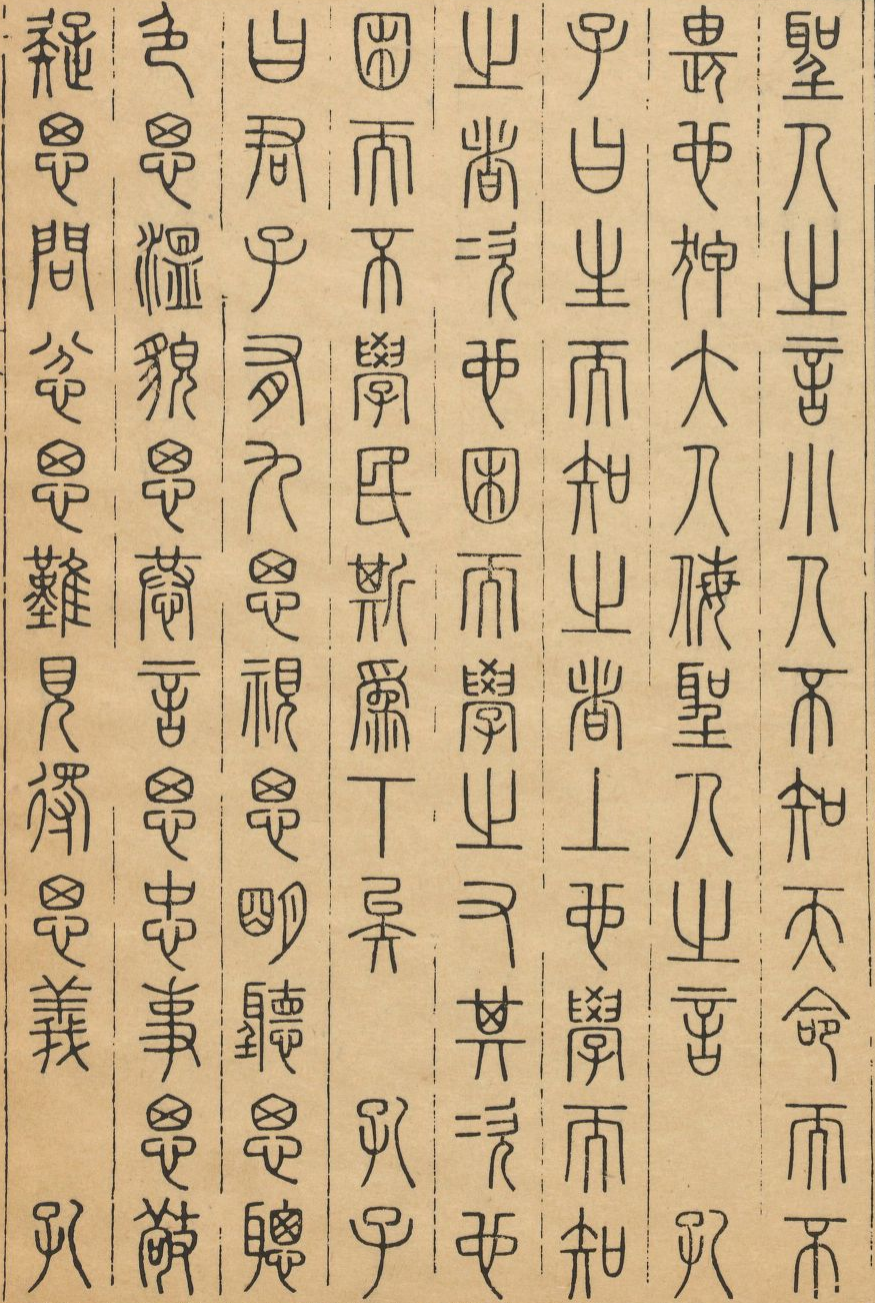 聖人之言小人不知天命而不
畏也狎大人侮聖人之言　孔
子曰生而知之者上也學而知
之者次也困而學之又其次也
困而不學民斯爲下矣　孔子
曰君子有九思視思明聽思聰
色思溫貌思恭言思忠事思敬
疑思問忿思難見得思義　孔